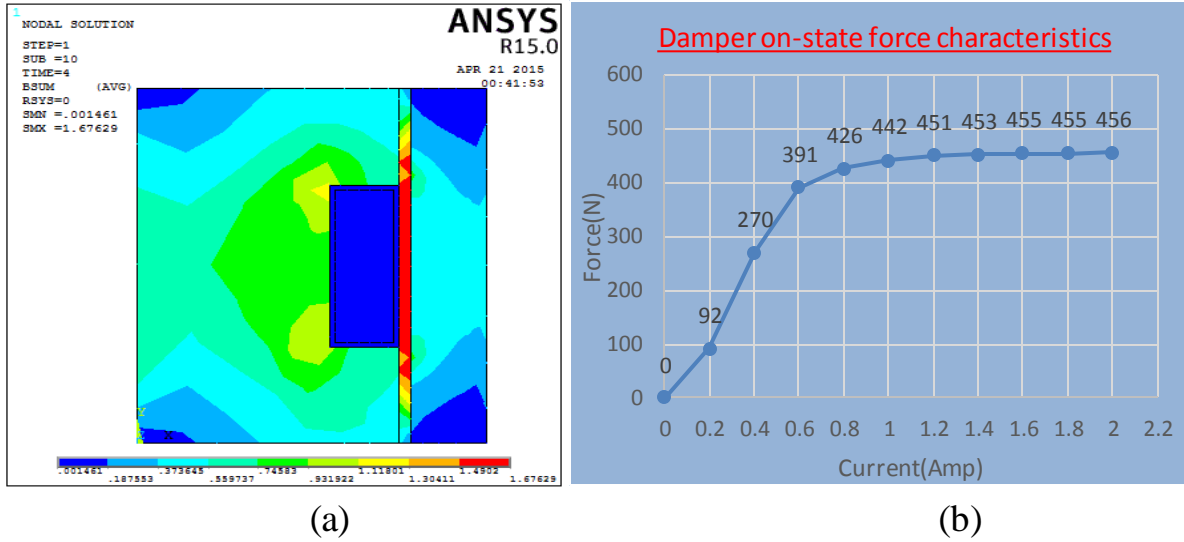 1
NODAL SOLUTION
STEP=1
SUB =10
TIME=4
BSUM (AVG)
RSYS=0
SMN =.001461
SMX =1.67629
ANSYS
R15.0
APR 21 2015
00:41:53
Y
X
.001461 .373645 .74583 1.11801 1.4902
.187553 .559737 .931922 1.30411 1.67629
(a)
Damper on-state force characteristics
Force(N)
600
500
400
300
200
100
0
0 92 270 391 426 442 451 453 455 455 456
0 0.2 0.4 0.6 0.8 1 1.2 1.4 1.6 1.8 2 2.2
Current(Amp)
(b)